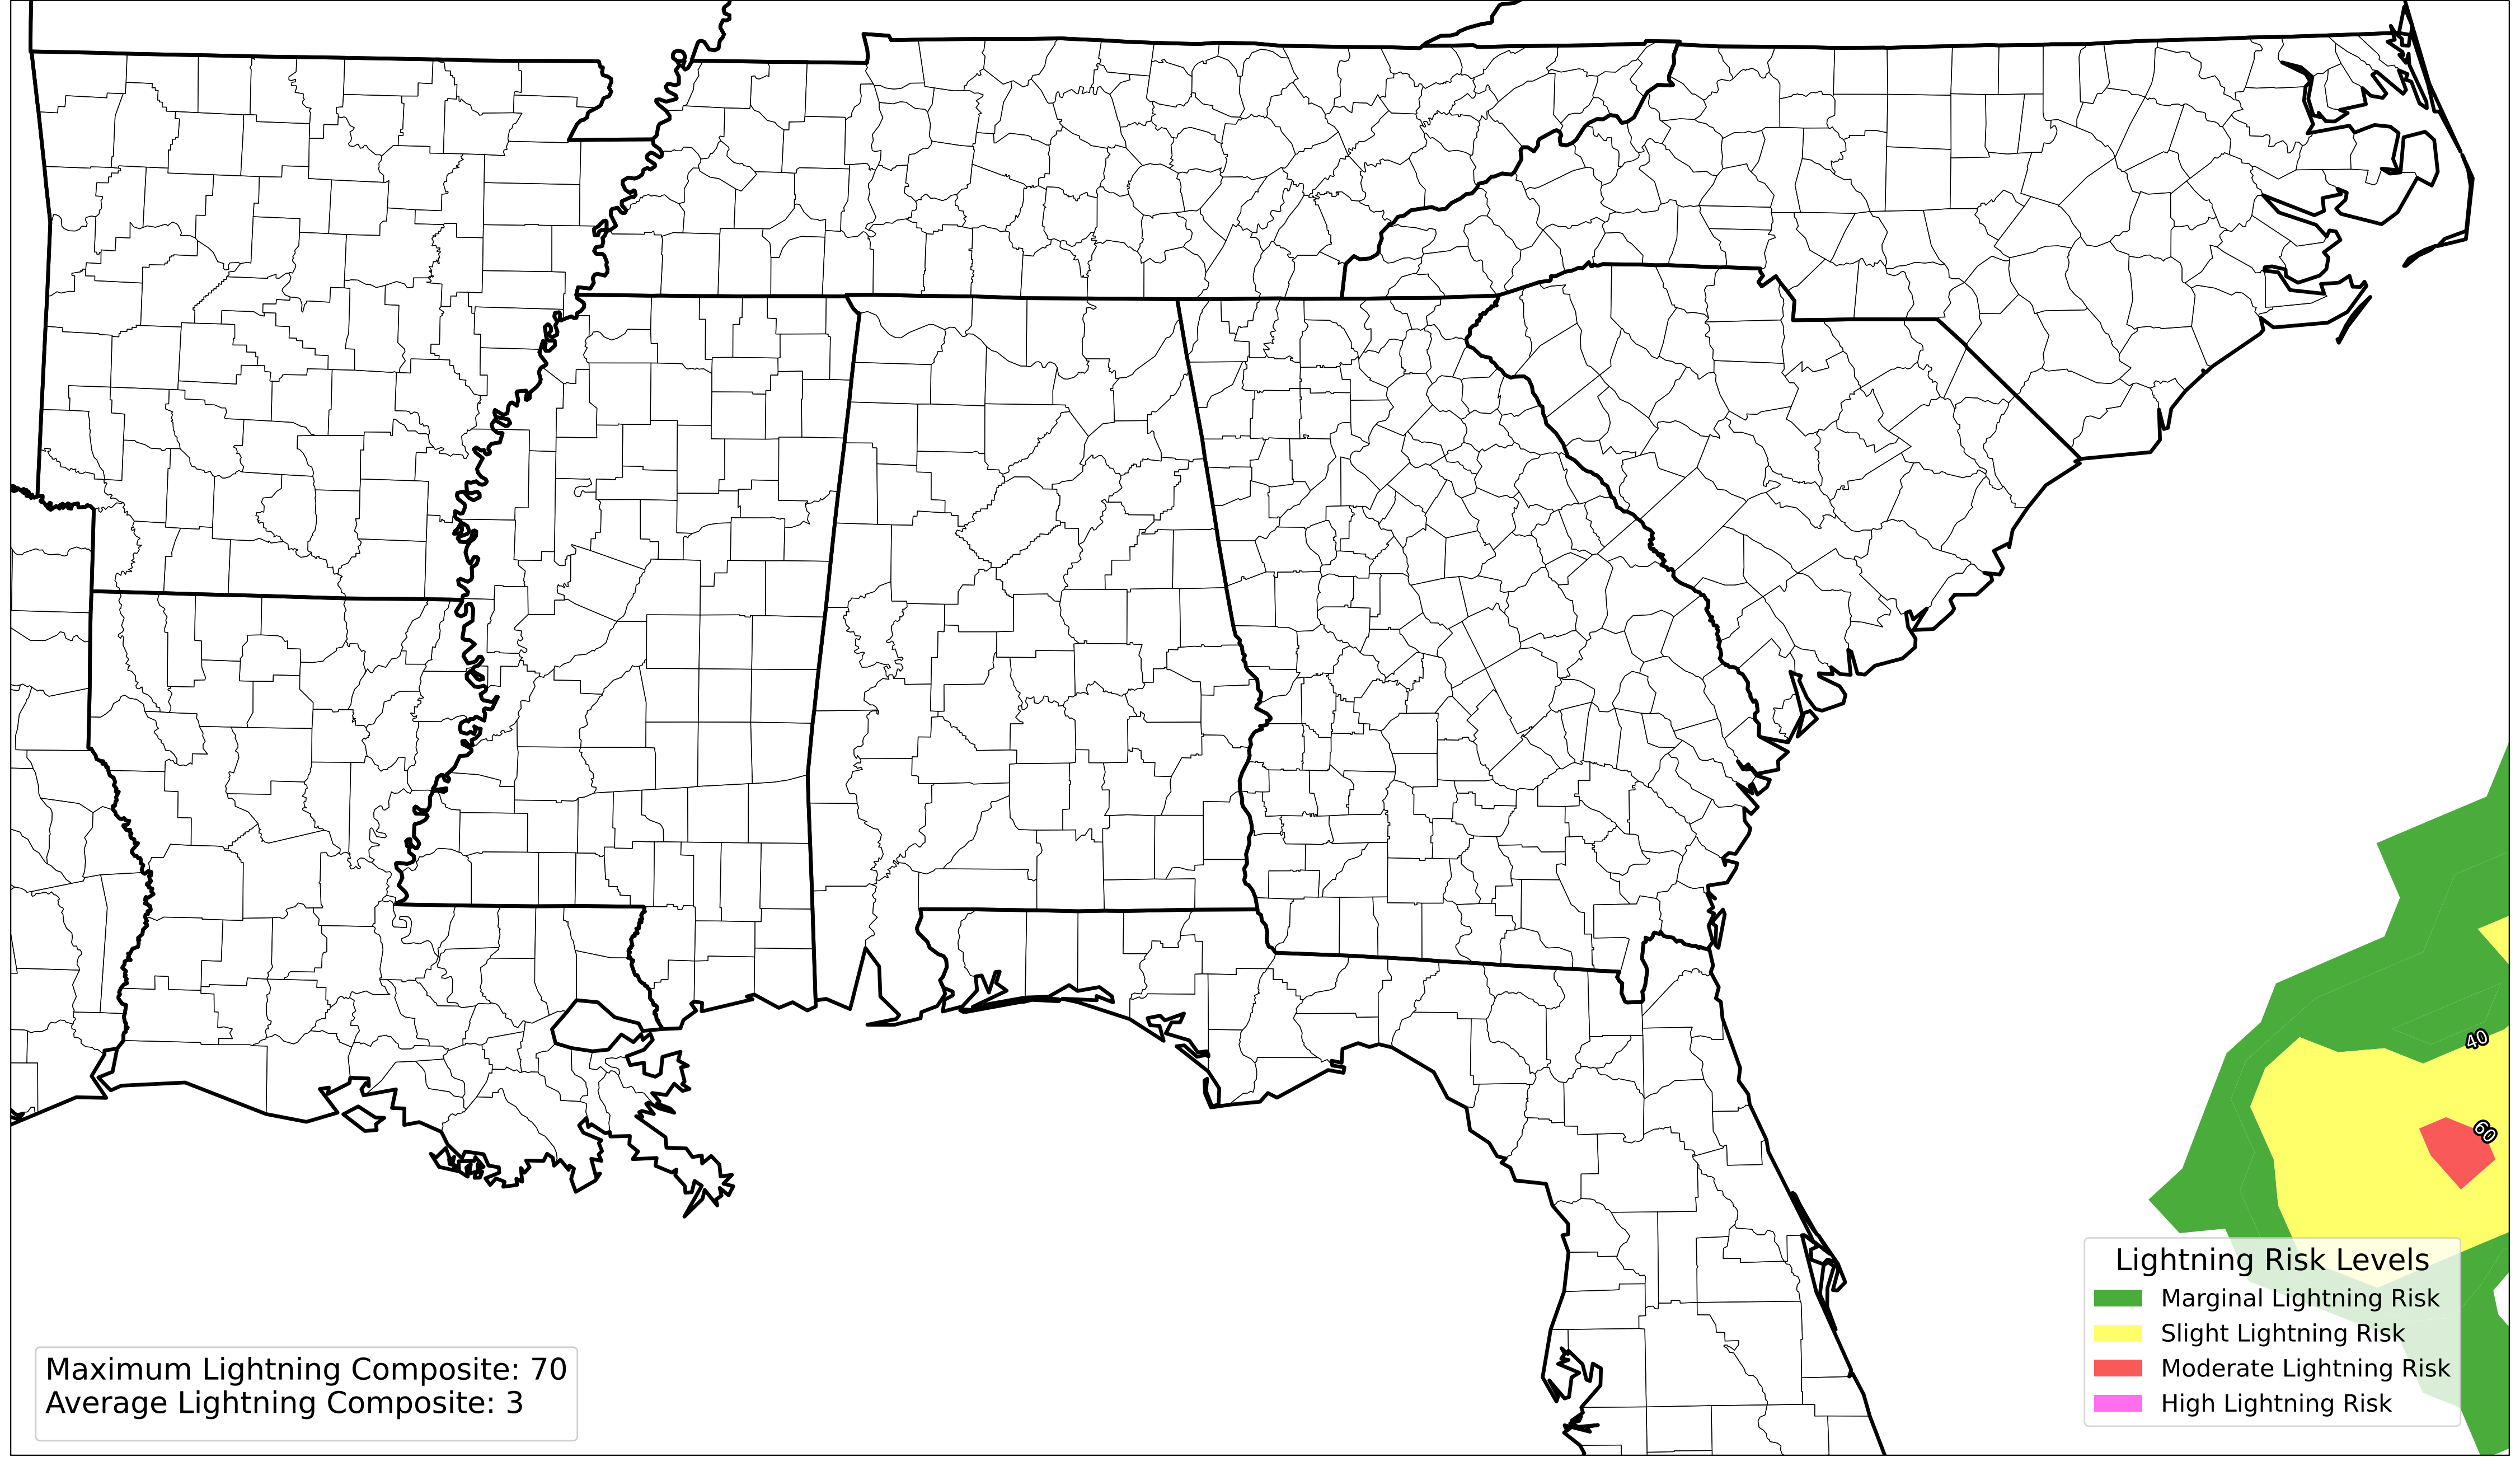 40
60
Lightning Risk Levels
Marginal Lightning Risk
Slight Lightning Risk
Moderate Lightning Risk
High Lightning Risk
Maximum Lightning Composite: 70
Average Lightning Composite: 3